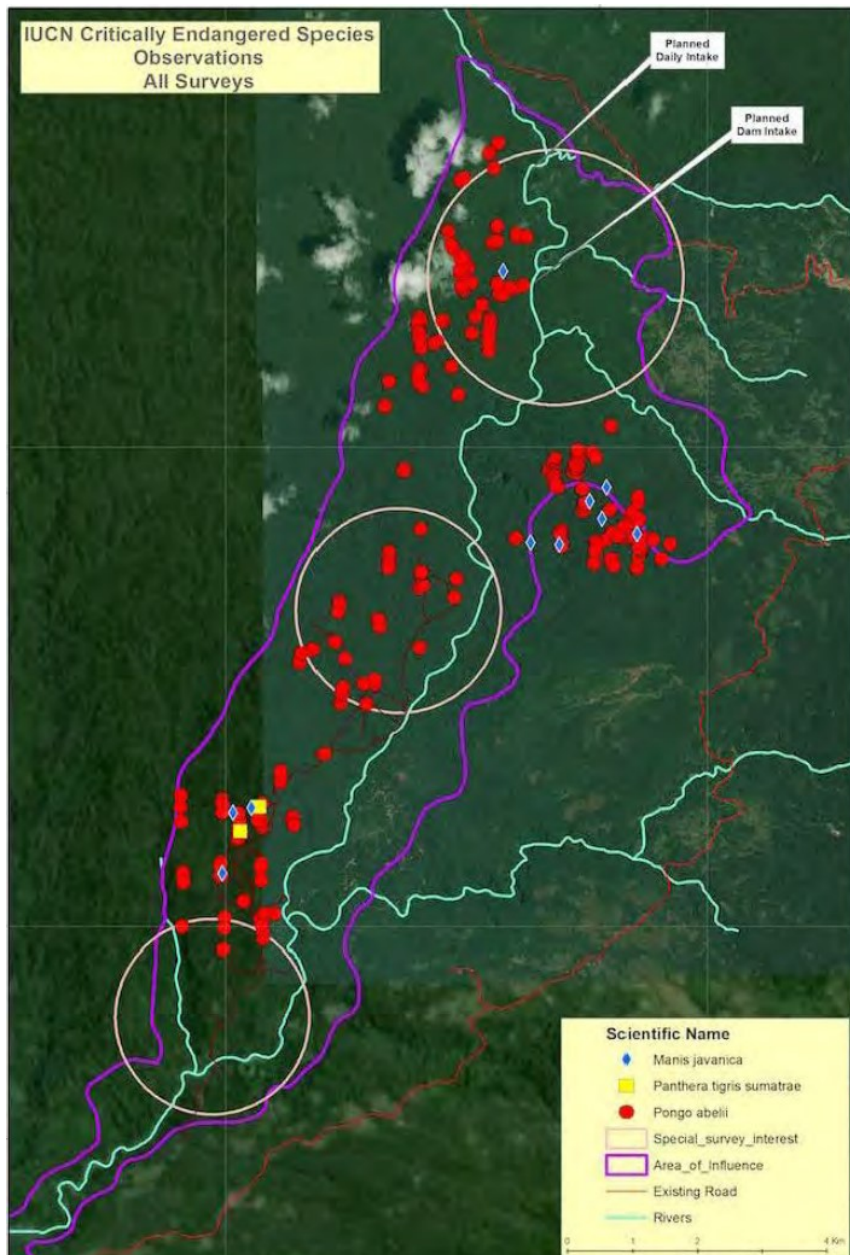 IUCN Critically Endangered Species
Observations
All Surveys
Planned
Daily Intake
Planned
Dam Intake
Scientific Name
Manis javanica
Panthera tigris sumatrae
Pongo abelii
Special_survey_interest
Area_of_Influence
Existing Road
Rivers
0 1 2 4 Km